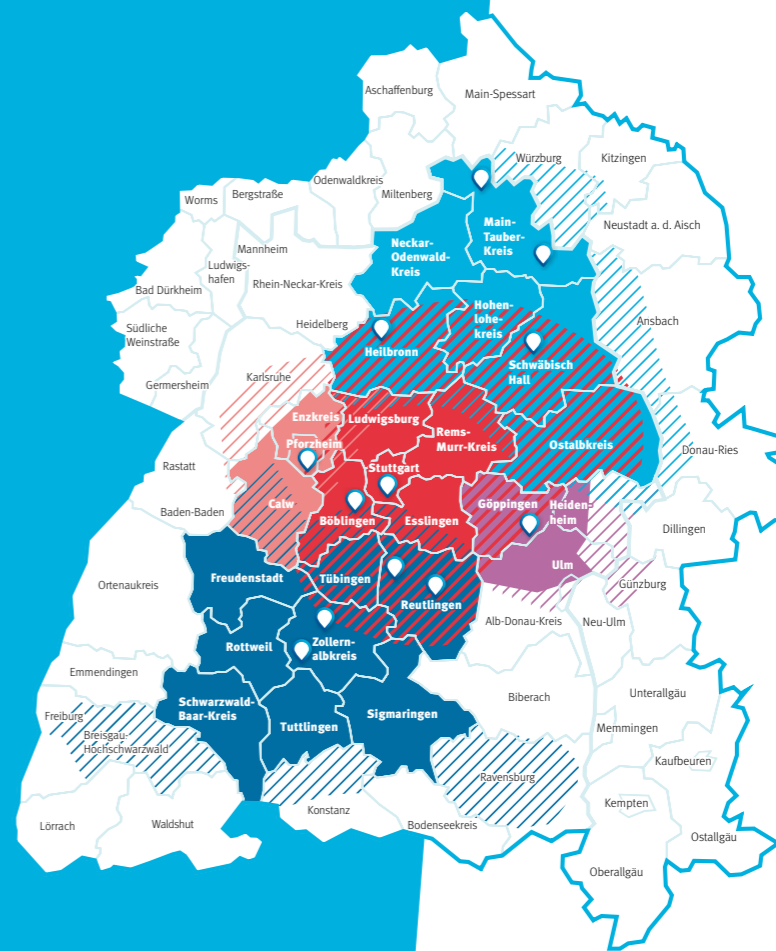 Aschaffenburg
Main-Spessart
Würzburg
Kitzingen
Odenwaldkreis
Miltenberg
Worms
Bergstraße
Neustadt a. d. Aisch
Main-
Tauber-
Kreis
Neckar-
Odenwald-
Kreis
Mannheim
Ludwigs-
hafen
Rhein-Neckar-Kreis
Bad Dürkheim
Hohen-
lohe-
kreis
Ansbach
Südliche
Weinstraße
Heidelberg
Heilbronn
Schwäbisch
Hall
Germersheim
Karlsruhe
Enzkreis
Ludwigsburg
Rems-
Murr-Kreis
Pforzheim
Ostalbkreis
Donau-Ries
Rastatt
Stuttgart
Calw
Göppingen
Heiden-
heim
Baden-Baden
Böblingen
Esslingen
Dillingen
Ulm
Freudenstadt
Tübingen
Günzburg
Ortenaukreis
Reutlingen
Alb-Donau-Kreis
Neu-Ulm
Rottweil
Zollern-
albkreis
Emmendingen
Biberach
Unterallgäu
Schwarzwald-
Baar-Kreis
Sigmaringen
Freiburg
Tuttlingen
Memmingen
Breisgau-
Hochschwarzwald
Kaufbeuren
Ravensburg
Kempten
Konstanz
Lörrach
Waldshut
Bodenseekreis
Ostallgäu
Oberallgäu